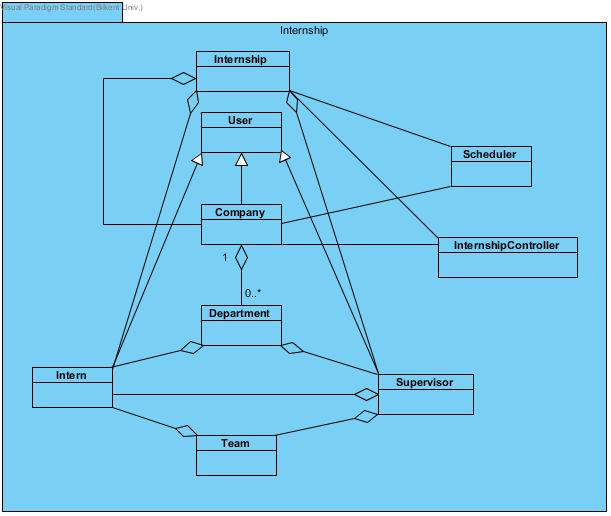 Visual Paradigm Standard(Bilkent Univ.)
Internship
Internship
User
Scheduler
Company
InternshipController
1
0..*
Department
Intern
Supervisor
Team